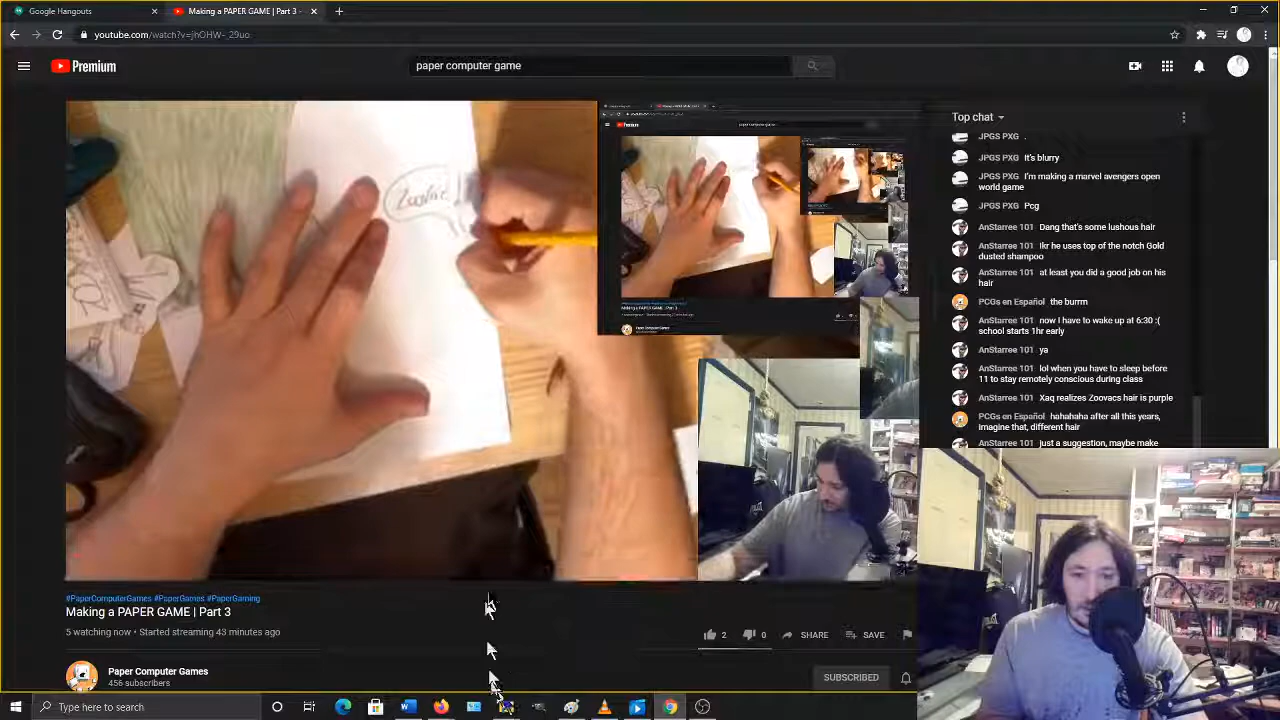 Google Hangouts
Making a PAPER GAME | Part 3 -
Premium
paper computer game
Top chat
JPGS PXG .
JPGS PXG It's blurry
JPGS PXG I'm making a marvel avengers open
world game
JPGS PXG Pcg
AnStarree 101 Dang that's some lushous hair
AnStarree 101 Ikr he uses top of the notch Gold
dusted shampoo
AnStarree 101 at least you did a good job on his
hair
PCGs en Español the burrrn
AnStarree 101 now I have to wake up at 6:30 :(
school starts 1hr early
AnStarree 101 ya
AnStarree 101 lol when you have to sleep before
11 to stay remotely conscious during class
AnStarree 101 Xaq realizes Zoovacs hair is purple
PCGs en Español hahahaha after all this years,
imagine that, different hair
AnStarree 101 just a suggestion, maybe make
#PaperComputerGames #PaperGames #PaperGaming
Making a PAPER GAME | Part 3
5 watching now • Started streaming 43 minutes ago
2
0
SHARE
SAVE
Paper Computer Games
456 subscribers
SUBSCRIBED
Type here to search